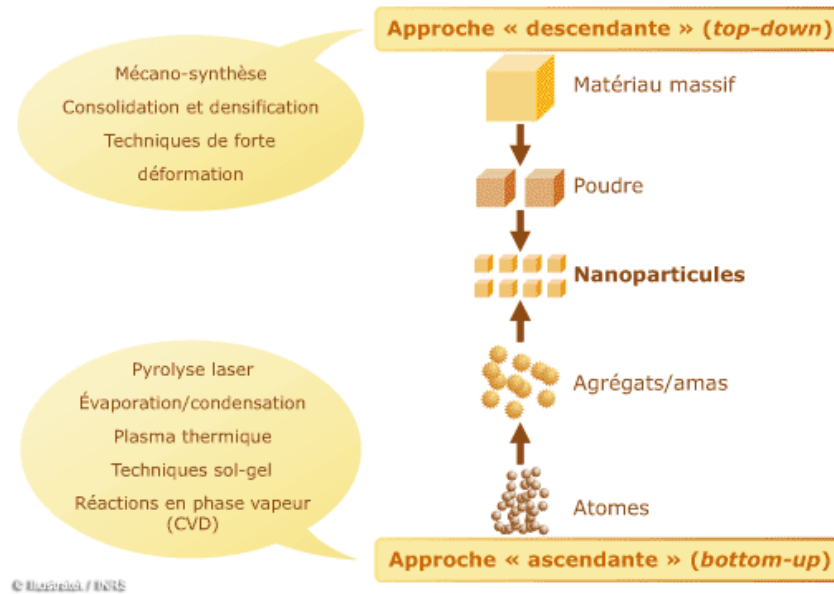 Approche « descendante » (top-down)
Mécano-synthèse
Consolidation et densification
Techniques de forte
déformation
Matériau massif
Poudre
Nanoparticules
Agrégats/amas
Atomes
Pyrolyse laser
Évaporation/condensation
Plasma thermique
Techniques sol-gel
Réactions en phase vapeur
(CVD)
Approche « ascendante » (bottom-up)
© Illustratek / INRS